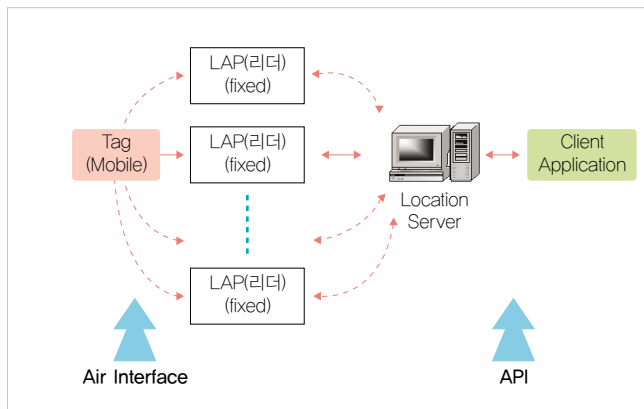 LAP(리더)
(fixed)
Tag
(Mobile)
LAP(리더)
(fixed)
Client
Application
Location
Server
LAP(리더)
(fixed)
Air Interface
API